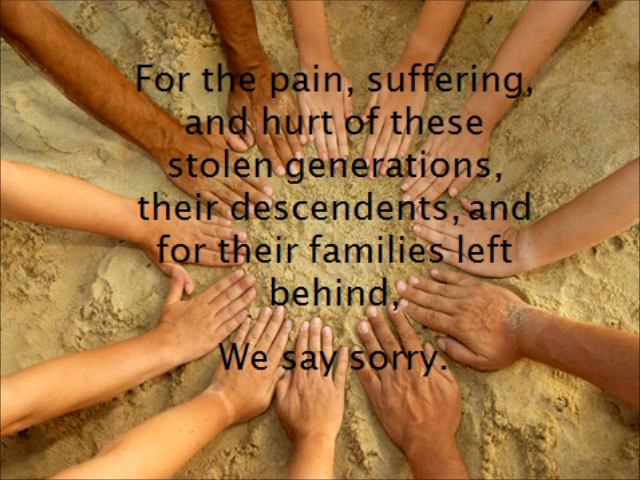 For the pain, suffering,
and hurt of these
stolen generations,
their descendents, and
for their families left
behind,
We say sorry.